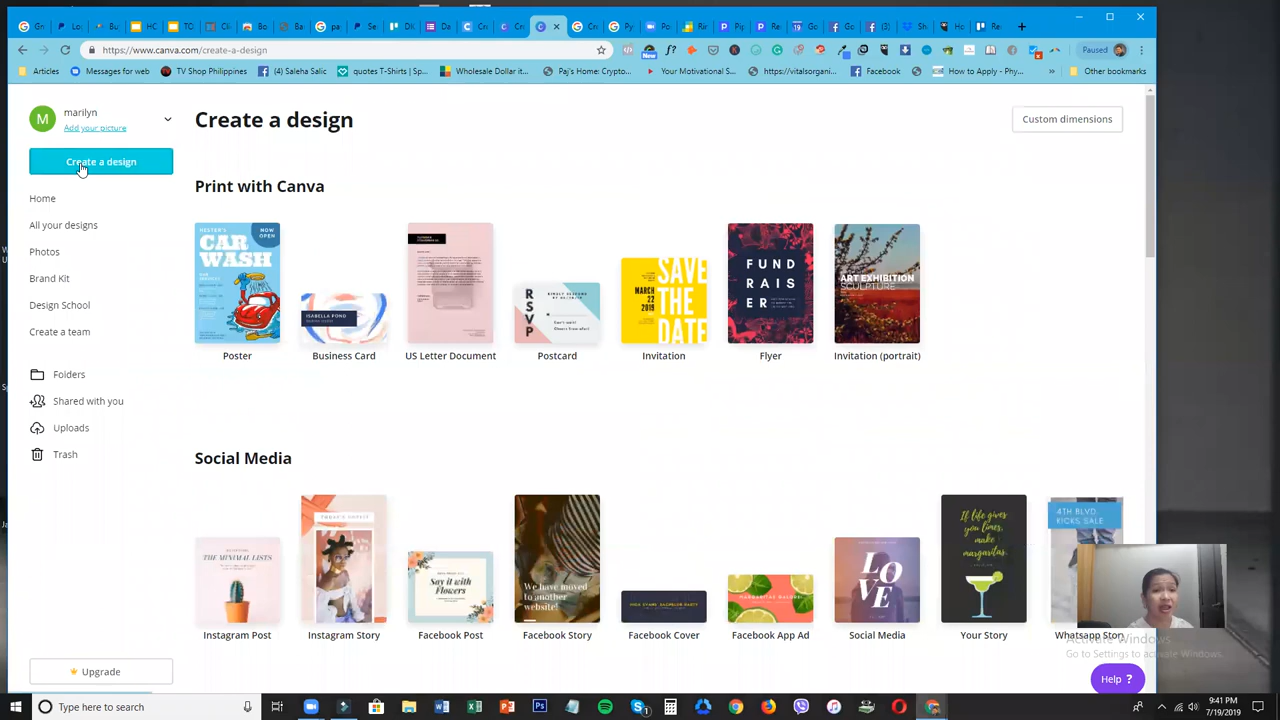 https://www.canva.com/create-a-design
Paused
Articles
Messages for web
TV Shop Philippines
(4) (Saleha Salic
quotes T-Shirts | Sp...
Wholesale Dollar it...
Paj's Home: Crypto...
Your Motivational S...
https://vitalsorgani...
Facebook
How to Apply - Phy...
Other bookmarks
M
marilyn
Add your picture
Create a design
Home
All your designs
Photos
Brand Kit
Design School
Create a team
Folders
Shared with you
Uploads
Trash
Upgrade
Create a design
Custom dimensions
Print with Canva
CAR WASH
NOW OPEN
ISABELLA POND
RSVP
SAVE THE DATE
MARCH 22 2018
FUND RAISER
ART EXHIBITION
SCULPTURE
Poster
Business Card
US Letter Document
Postcard
Invitation
Flyer
Invitation (portrait)
Social Media
THE MINIMAL LISTS
Say it with Flowers
We have moved to another website!
LOVE
If life gives you limes, make margaritas.
4TH BLVD. KICKS, SALE
Instagram Post
Instagram Story
Facebook Post
Facebook Story
Facebook Cover
Facebook App Ad
Social Media
Your Story
Whatsapp Story
Activate Windows
Go to Settings to activate Windows.
Help ?
Type here to search
9:41 PM
7/19/2019